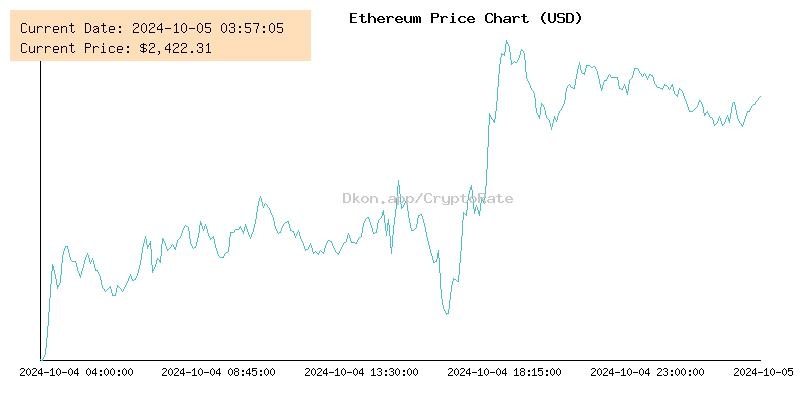 Ethereum Price Chart (USD)
Current Date: 2024-10-05 03:57:05
Current Price: $2,422.31
Dkon.app/CryptoRate
2024-10-04 04:00:00 2024-10-04 08:45:00 2024-10-04 13:30:00 2024-10-04 18:15:00 2024-10-04 23:00:00 2024-10-05